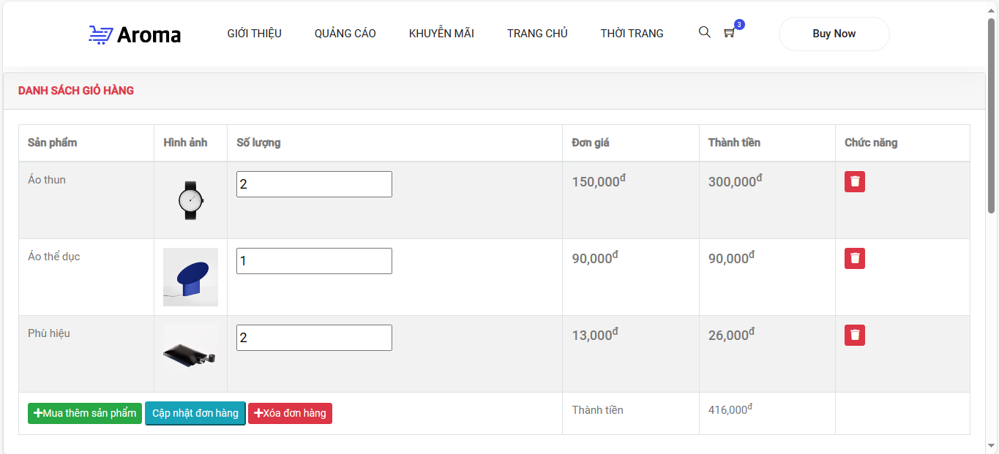 Aroma GIỚI THIỆU QUẢNG CÁO KHUYẾN MÃI TRANG CHỦ THỜI TRANG 3 Buy Now
DANH SÁCH GIỎ HÀNG
Sản phẩm Hình ảnh Số lượng Đơn giá Thành tiền Chức năng
Áo thun 2 150,000đ 300,000đ
Áo thể dục 1 90,000đ 90,000đ
Phù hiệu 2 13,000đ 26,000đ
Mua thêm sản phẩm Cập nhật đơn hàng Xóa đơn hàng Thành tiền 416,000đ